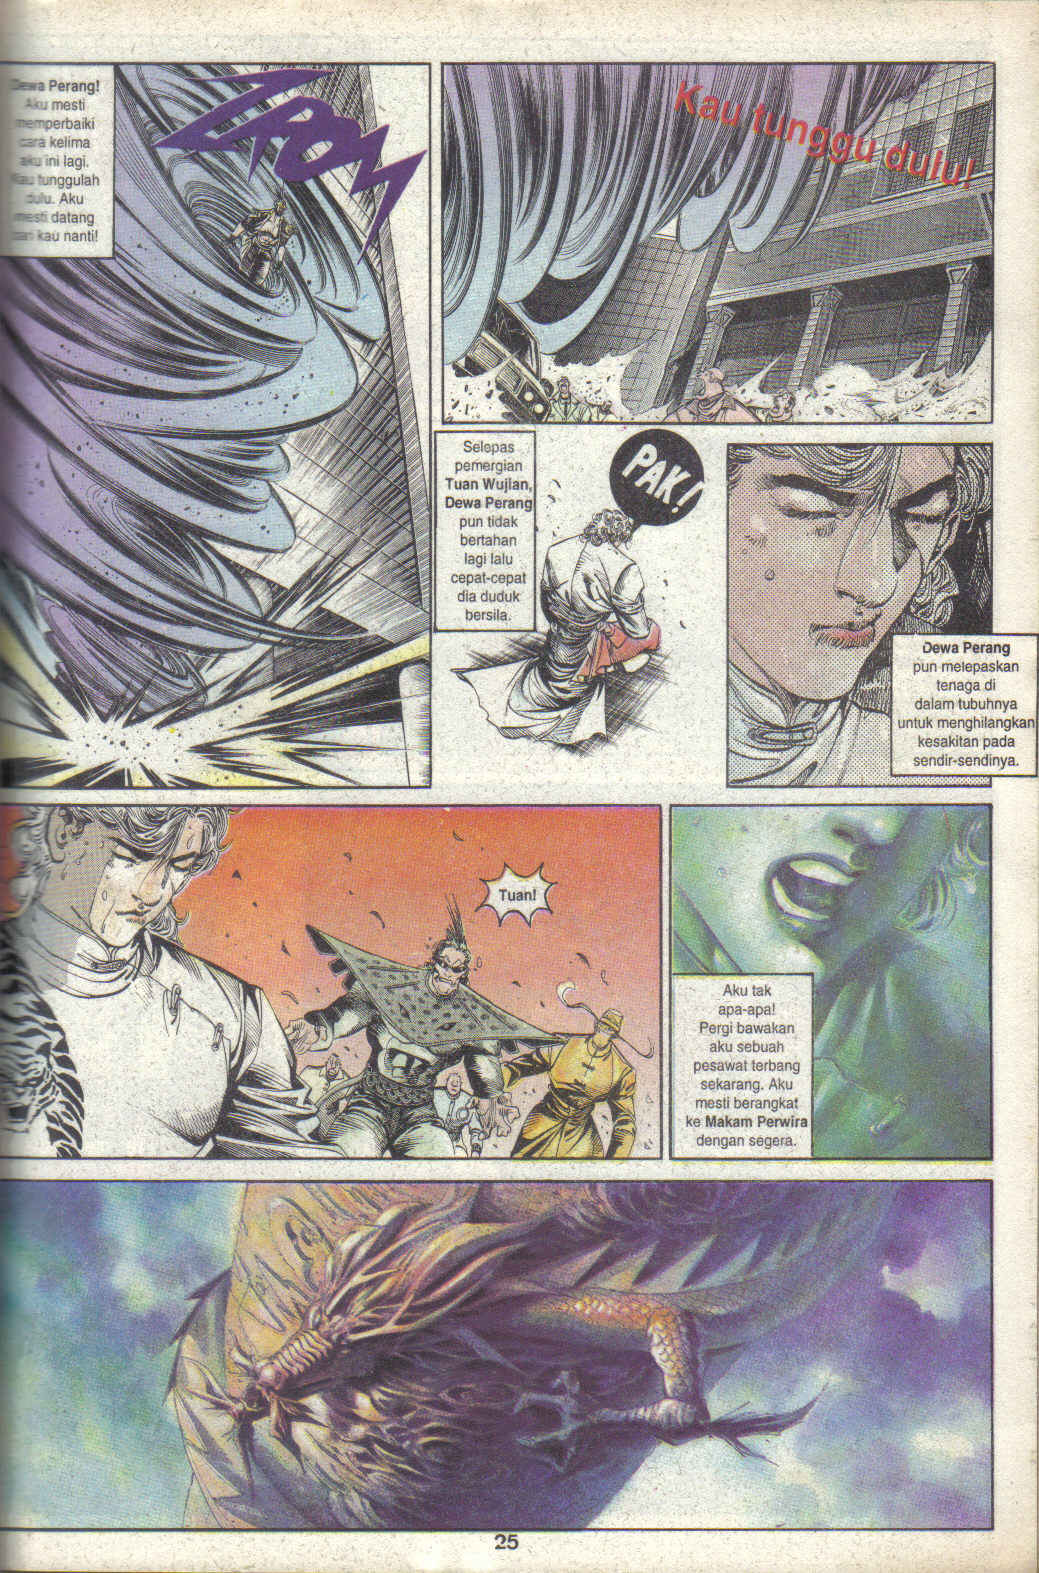 Dewa Perang!
Aku mesti
memperbaiki
cara kelima
aku ini lagi.
Kau tunggulah
dulu. Aku
mesti datang
cari kau nanti!
ZROM
Kau tunggu dulu!
Selepas
pemergian
Tuan Wujian,
Dewa Perang
pun tidak
bertahan
lagi lalu
cepat-cepat
dia duduk
bersila.
PAK!
Dewa Perang
pun melepaskan
tenaga di
dalam tubuhnya
untuk menghilangkan
kesakitan pada
sendir-sendinya.
Tuan!
Aku tak
apa-apa!
Pergi bawakan
aku sebuah
pesawat terbang
sekarang. Aku
mesti berangkat
ke Makam Perwira
dengan segera.
25